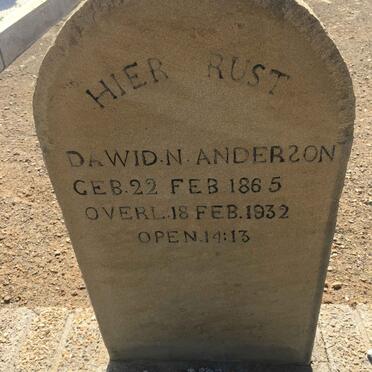 HIER RUST
DAWID.N. ANDERSON
GEB.22 FEB 1865
OVERL.18 FEB.1932
OPEN.14:13